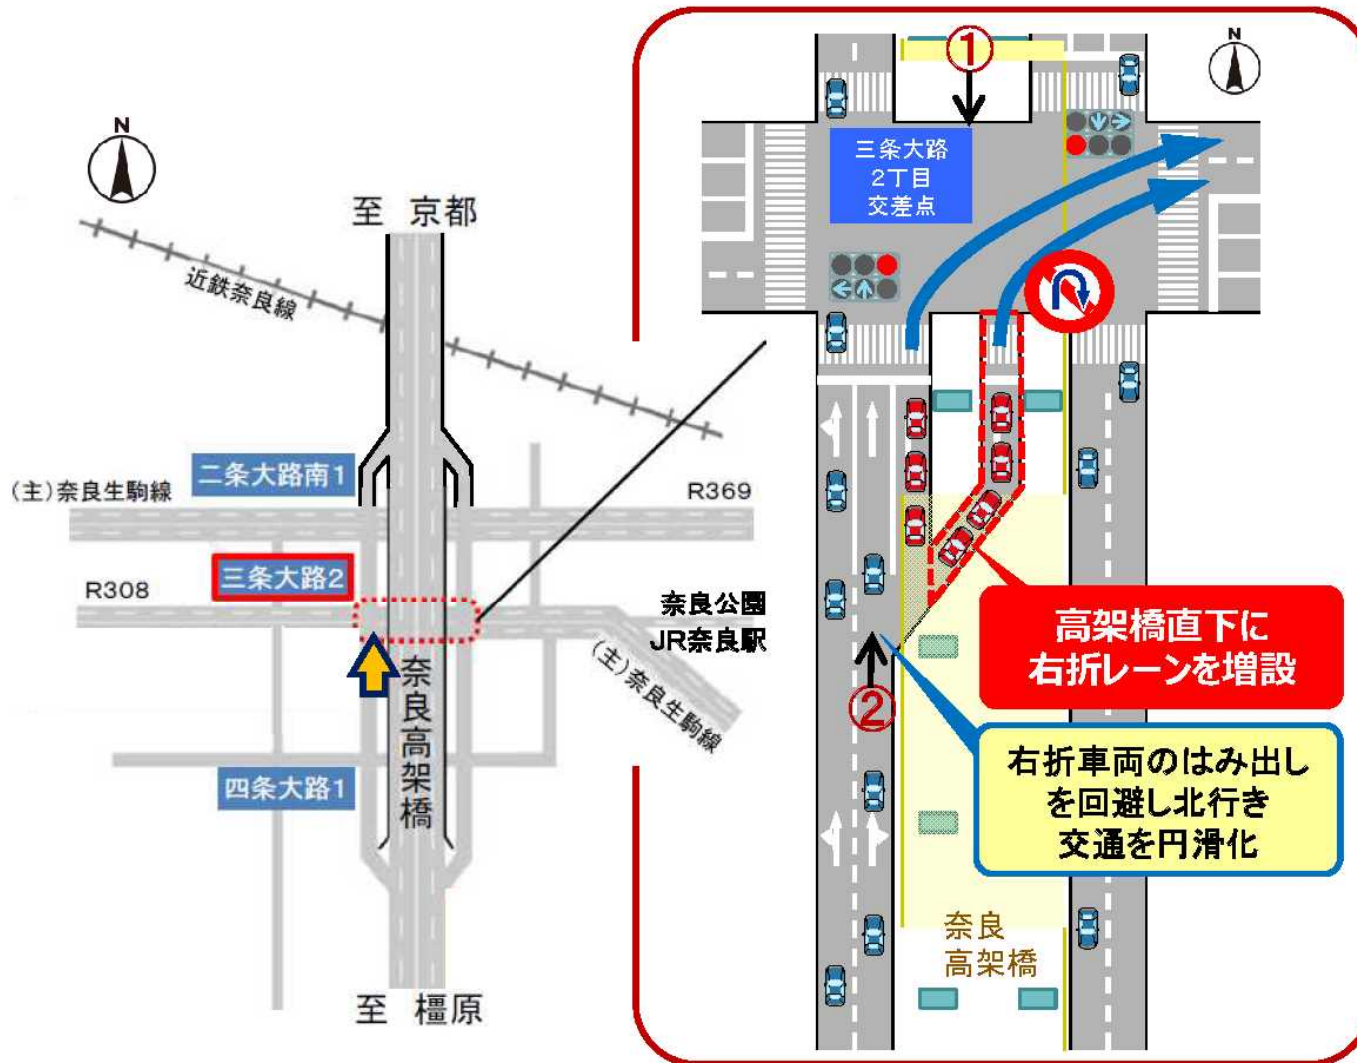 N
至 京都
近鉄奈良線
二条大路南1
(主)奈良生駒線
R369
三条大路2
R308
奈良公園
JR奈良駅
(主)奈良生駒線
奈良高架橋
四条大路1
至 橿原
①
N
三条大路
2丁目
交差点
高架橋直下に
右折レーンを増設
②
右折車両のはみ出し
を回避し北行き
交通を円滑化
奈良
高架橋